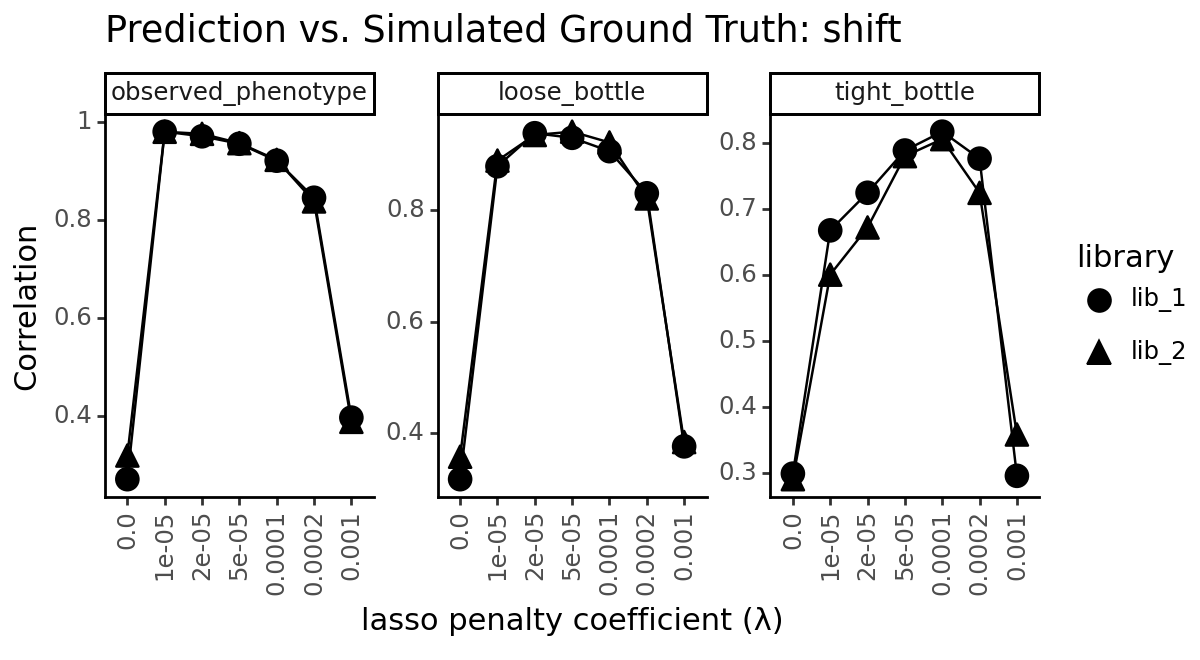 Prediction vs. Simulated Ground Truth: shift
observed_phenotype
loose_bottle
tight_bottle
Correlation
1
0.8
0.6
0.4
0.8
0.6
0.4
0.8
0.7
0.6
0.5
0.4
0.3
0.0
1e-05
2e-05
5e-05
0.0001
0.0002
0.001
0.0
1e-05
2e-05
5e-05
0.0001
0.0002
0.001
0.0
1e-05
2e-05
5e-05
0.0001
0.0002
0.001
lasso penalty coefficient (λ)
library
lib_1
lib_2